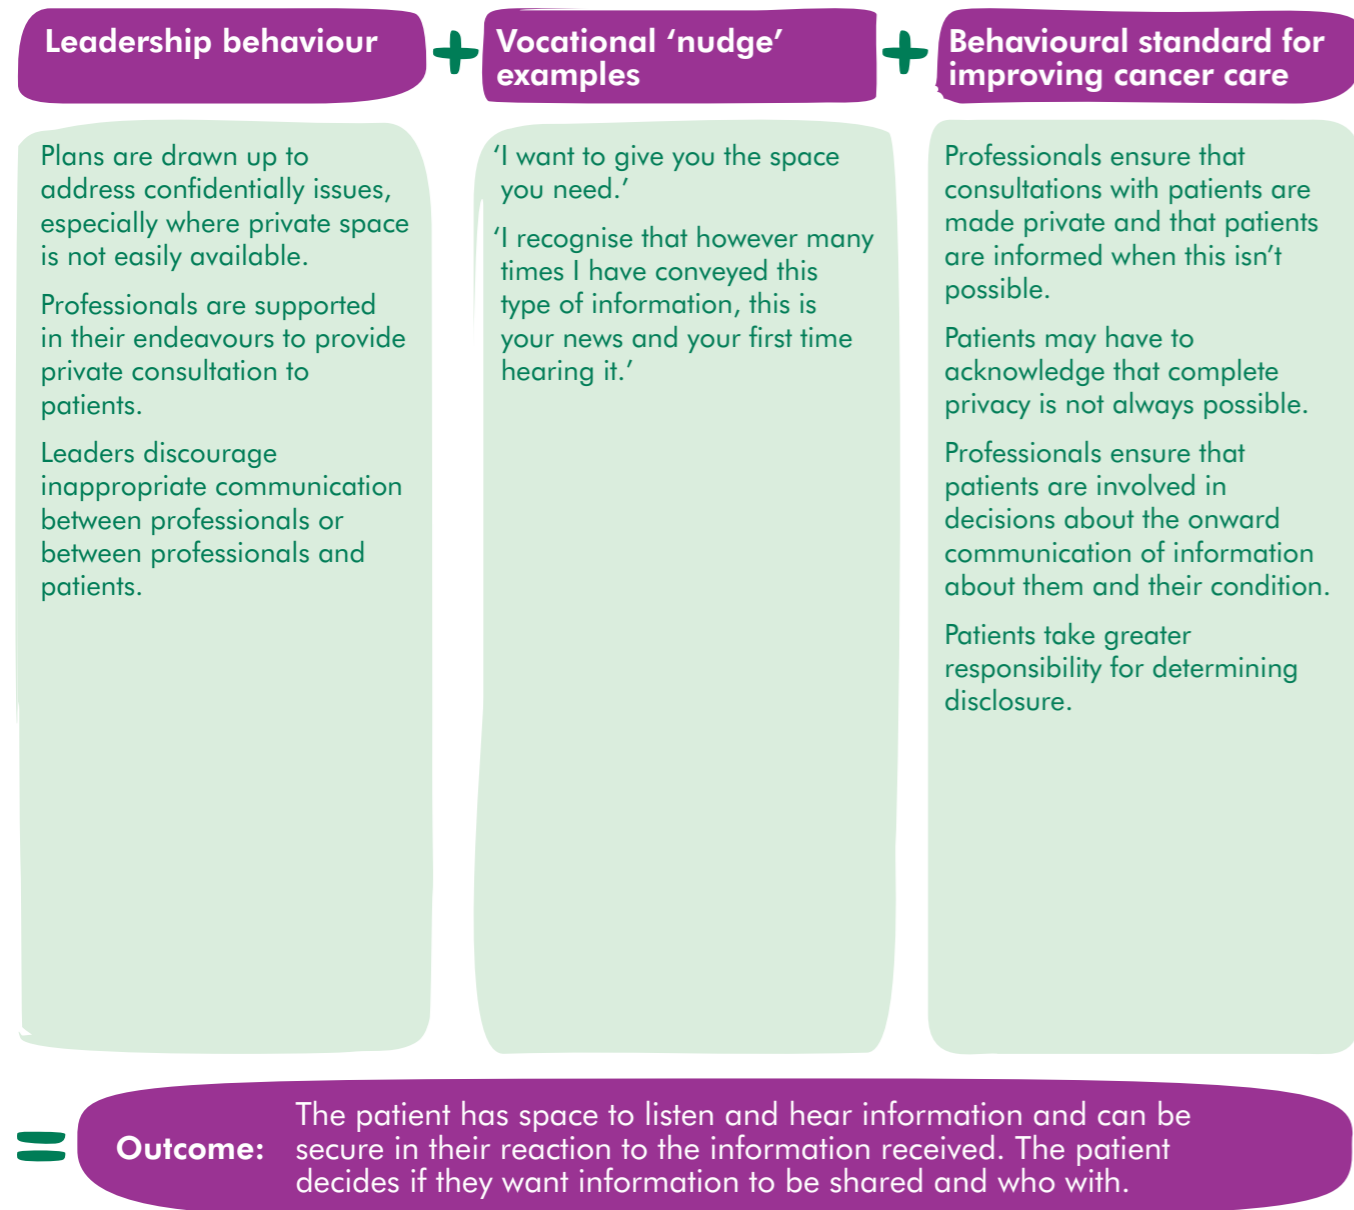 Leadership behaviour
+
Vocational ‘nudge’
examples
+
Behavioural standard for
improving cancer care
Plans are drawn up to
address confidentially issues,
especially where private space
is not easily available.
Professionals are supported
in their endeavours to provide
private consultation to
patients.
Leaders discourage
inappropriate communication
between professionals or
between professionals and
patients.
‘I want to give you the space
you need.’
‘I recognise that however many
times I have conveyed this
type of information, this is
your news and your first time
hearing it.’
Professionals ensure that
consultations with patients are
made private and that patients
are informed when this isn’t
possible.
Patients may have to
acknowledge that complete
privacy is not always possible.
Professionals ensure that
patients are involved in
decisions about the onward
communication of information
about them and their condition.
Patients take greater
responsibility for determining
disclosure.
=
Outcome:
The patient has space to listen and hear information and can be
secure in their reaction to the information received. The patient
decides if they want information to be shared and who with.